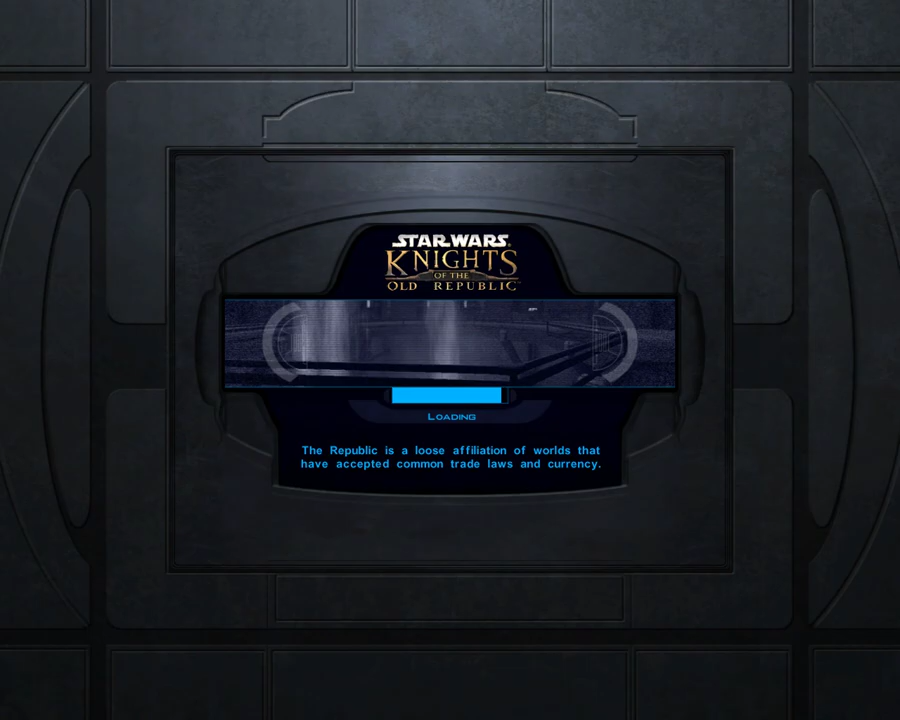 STAR WARS
KNIGHTS
OF THE
OLD REPUBLIC
LOADING
The Republic is a loose affiliation of worlds that
have accepted common trade laws and currency.